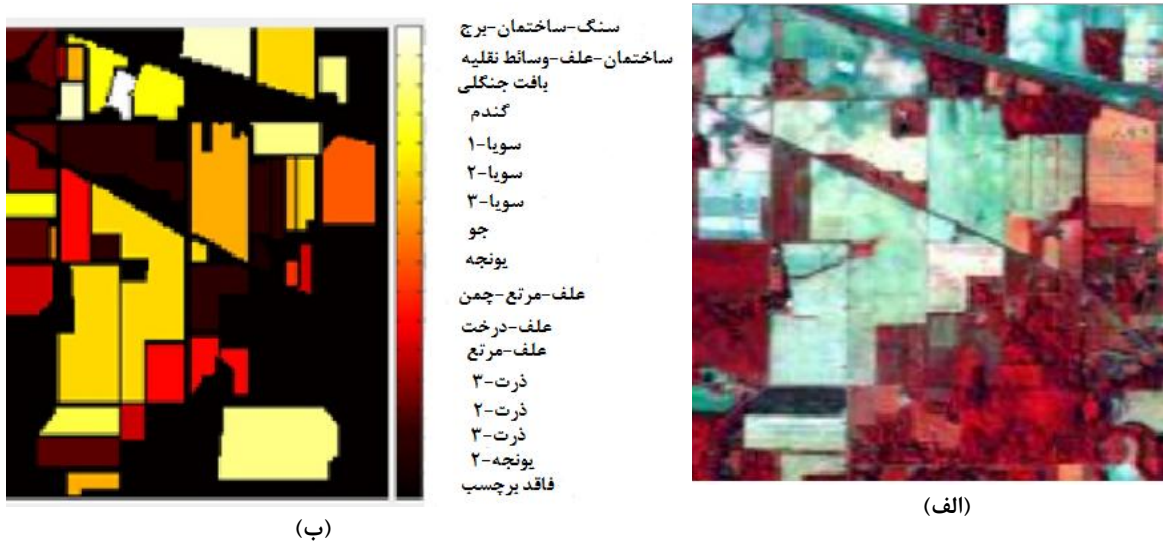 سنگ-ساختمان-برج
ساختمان-علف-وسائط نقلیه
بافت جنگلی
گندم
سویا-۱
سویا-۲
سویا-۳
جو
یونجه
علف-مرتع-چمن
علف-درخت
علف-مرتع
ذرت-۳
ذرت-۲
ذرت-۳
یونجه-۲
فاقد برچسب
(الف)
(ب)